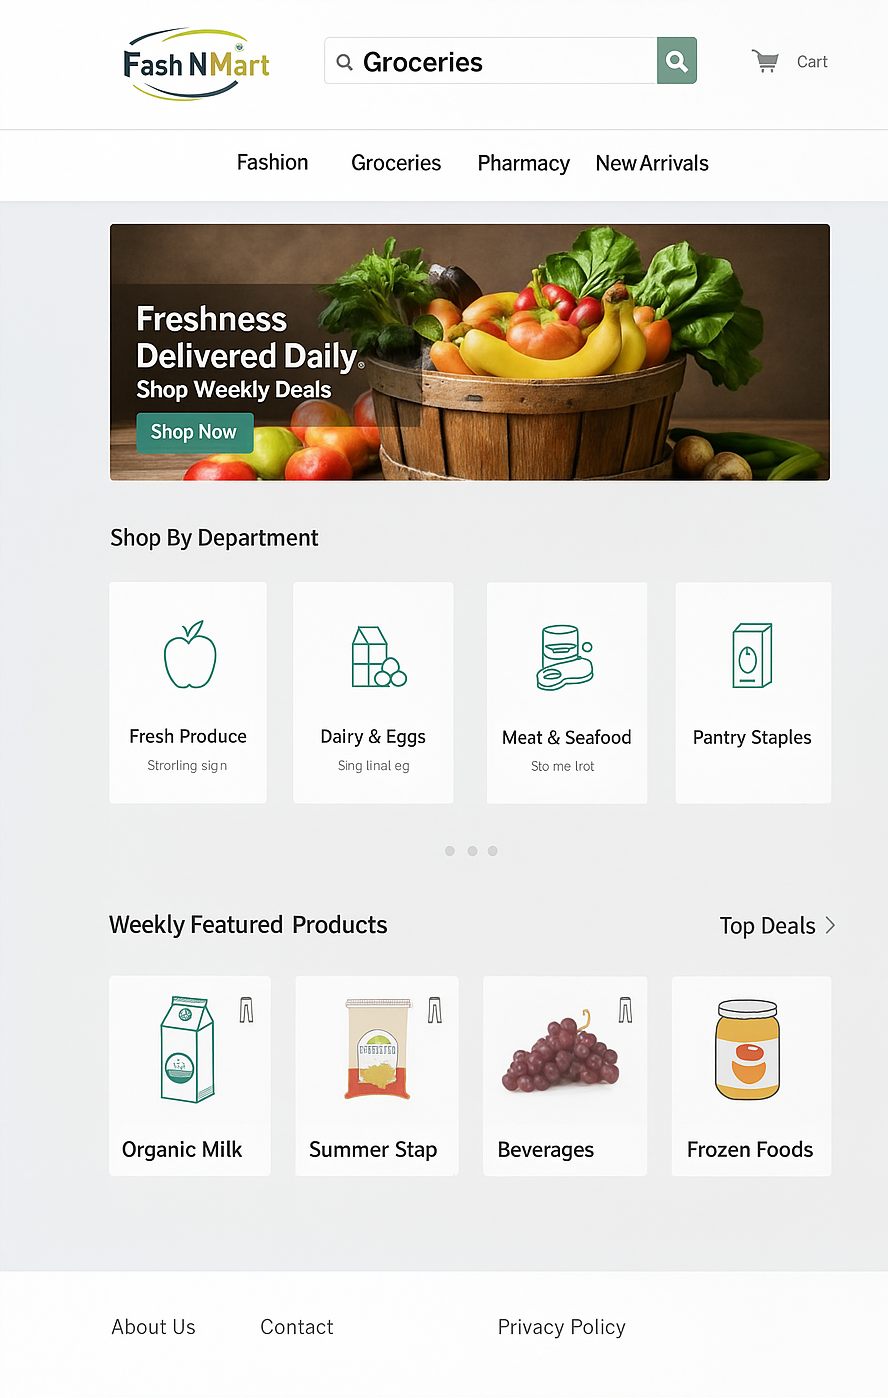 Fash NMart
Groceries
Cart
Fashion
Groceries
Pharmacy
New Arrivals
Freshness
Delivered Daily®
Shop Weekly Deals
Shop Now
Shop By Department
Fresh Produce
Strorling sign
Dairy & Eggs
Sing linal eg
Meat & Seafood
Sto me lrot
Pantry Staples
Weekly Featured Products
Top Deals >
Organic Milk
Summer Stap
Beverages
Frozen Foods
About Us
Contact
Privacy Policy